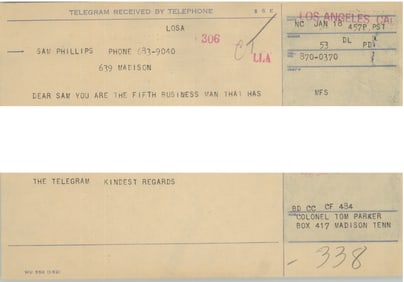 TELEGRAM RECEIVED BY TELEPHONE
LOSA
306
LLA
SAM PHILLIPS PHONE 683-9040
639 MADISON
DEAR SAM YOU ARE THE FIFTH BUSINESS MAN THAT HAS
LOS ANGELES CAL
NC JAN 18 457P PST
53 DL PD
870-0370
MFS
THE TELEGRAM KINDEST REGARDS
BD CC CF 484
COLONEL TOM PARKER
BOX 417 MADISON TENN
338